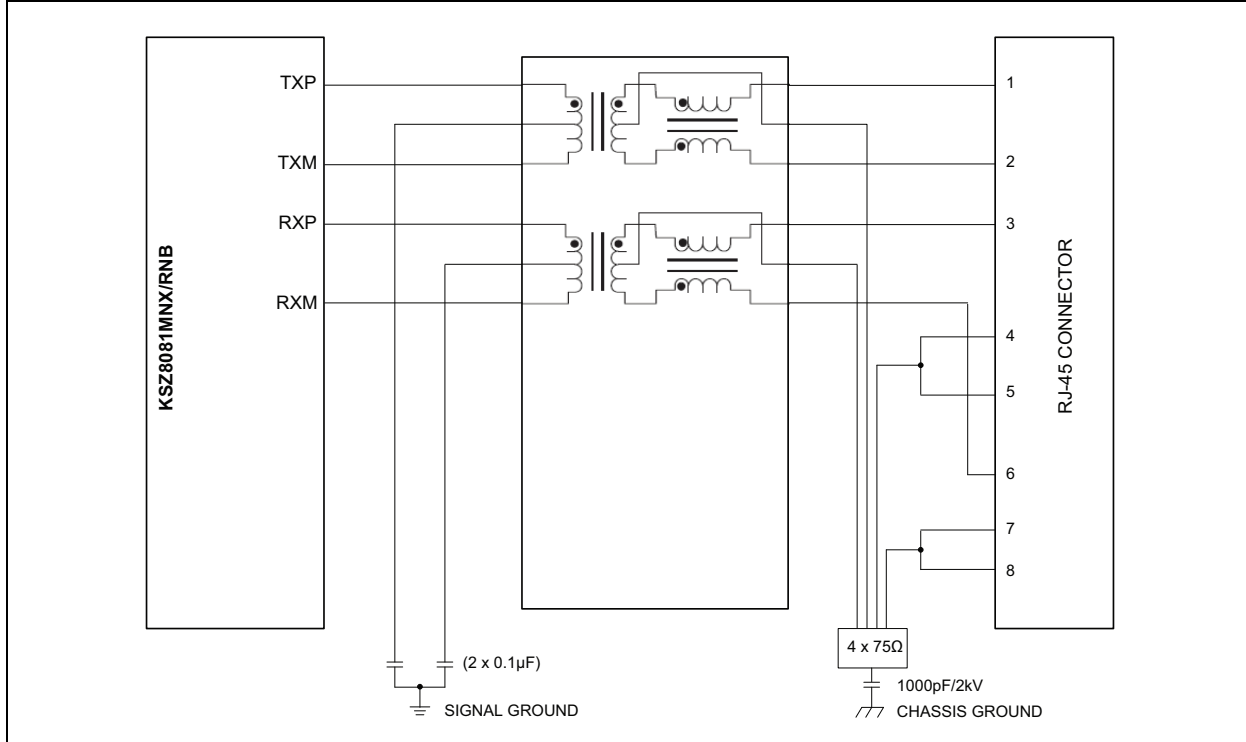 KSZ8081MNX/RNB
TXP
TXM
RXP
RXM
1
2
3
4
5
6
7
8
RJ-45 CONNECTOR
(2 x 0.1µF)
SIGNAL GROUND
4 x 75Ω
1000pF/2kV
CHASSIS GROUND